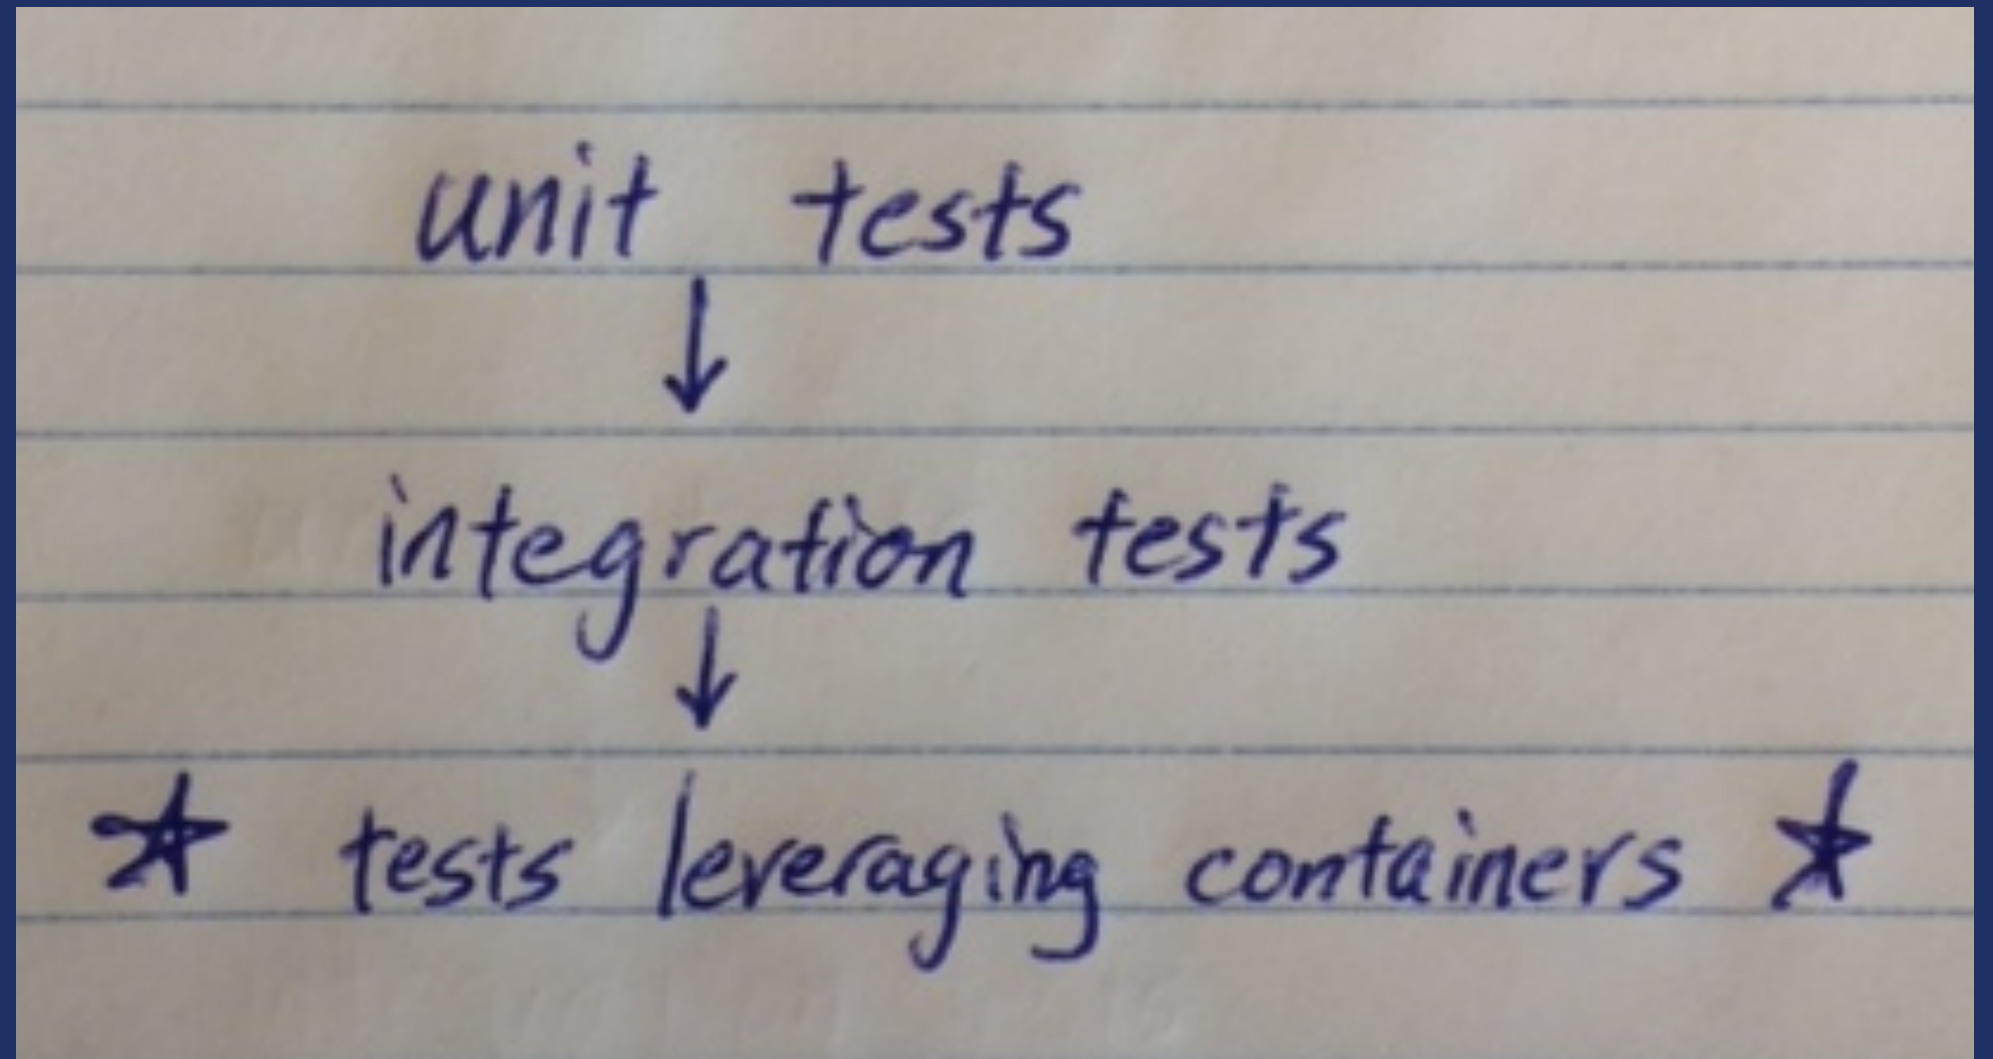 unit tests
↓
integration tests
↓
★ tests leveraging containers ★